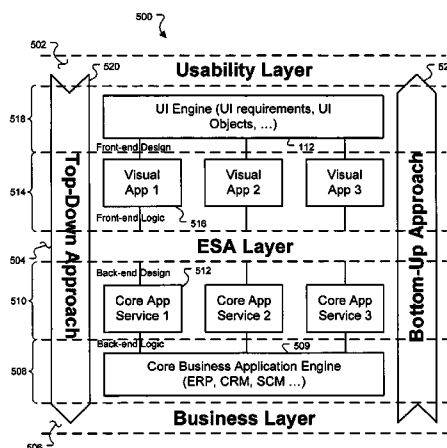 500
502
520
52
Usability Layer
518
UI Engine (UI requirements, UI
Objects, ...)
Front-end Design
112
514
Visual
App 1
Visual
App 2
Visual
App 3
516
Front-end Logic
Top-Down Approach
Bottom-Up Approach
ESA Layer
504
Back-end Design
512
510
Core App
Service 1
Core App
Service 2
Core App
Service 3
Back-end Logic
509
508
Core Business Application Engine
(ERP, CRM, SCM ...)
Business Layer
506